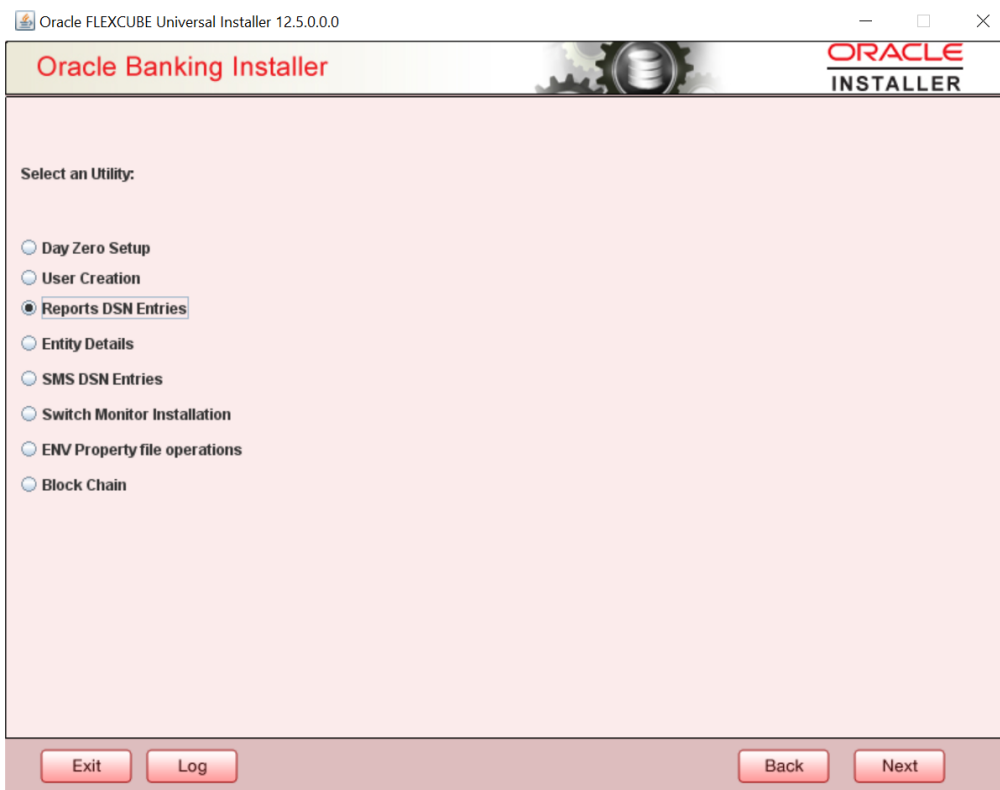 Oracle FLEXCUBE Universal Installer 12.5.0.0.0
Oracle Banking Installer
ORACLE
INSTALLER
Select an Utility:
Day Zero Setup
User Creation
Reports DSN Entries
Entity Details
SMS DSN Entries
Switch Monitor Installation
ENV Property file operations
Block Chain
Exit Log Back Next